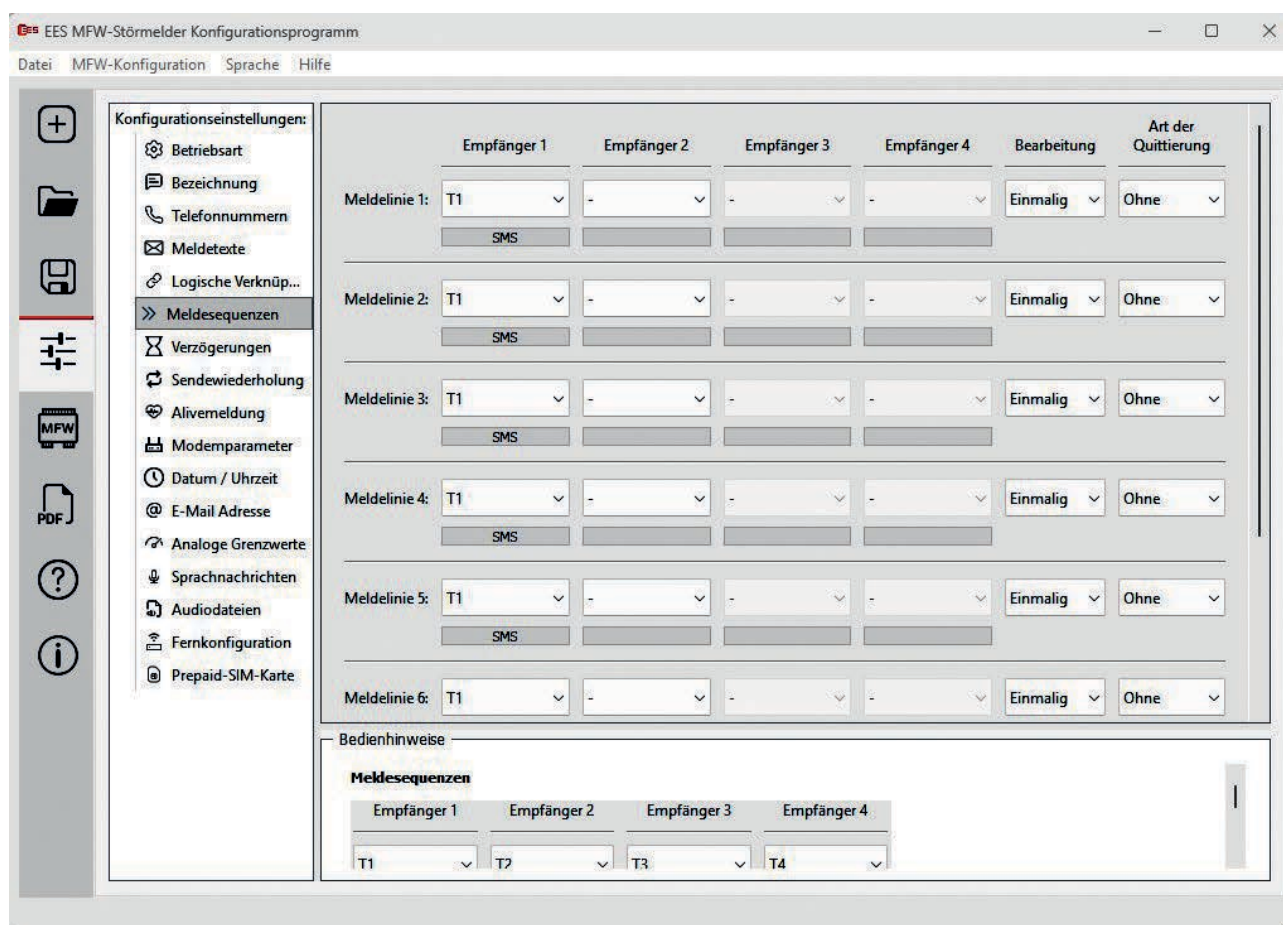 EES EES MFW-Störmelder Konfigurationsprogramm
Datei MFW-Konfiguration Sprache Hilfe
Konfigurationseinstellungen:
Betriebsart
Bezeichnung
Telefonnummern
Meldetexte
Logische Verknüp...
Meldesequenzen
Verzögerungen
Sendewiederholung
Alivemeldung
Modemparameter
Datum / Uhrzeit
E-Mail Adresse
Analoge Grenzwerte
Sprachnachrichten
Audiodateien
Fernkonfiguration
Prepaid-SIM-Karte
MFW
PDF
Empfänger 1 Empfänger 2 Empfänger 3 Empfänger 4 Bearbeitung Art der Quittierung
Meldelinie 1: T1 - - - Einmalig Ohne
SMS
Meldelinie 2: T1 - - - Einmalig Ohne
SMS
Meldelinie 3: T1 - - - Einmalig Ohne
SMS
Meldelinie 4: T1 - - - Einmalig Ohne
SMS
Meldelinie 5: T1 - - - Einmalig Ohne
SMS
Meldelinie 6: T1 - - - Einmalig Ohne
Bedienhinweise
Meldesequenzen
Empfänger 1 Empfänger 2 Empfänger 3 Empfänger 4
T1 T2 T3 T4